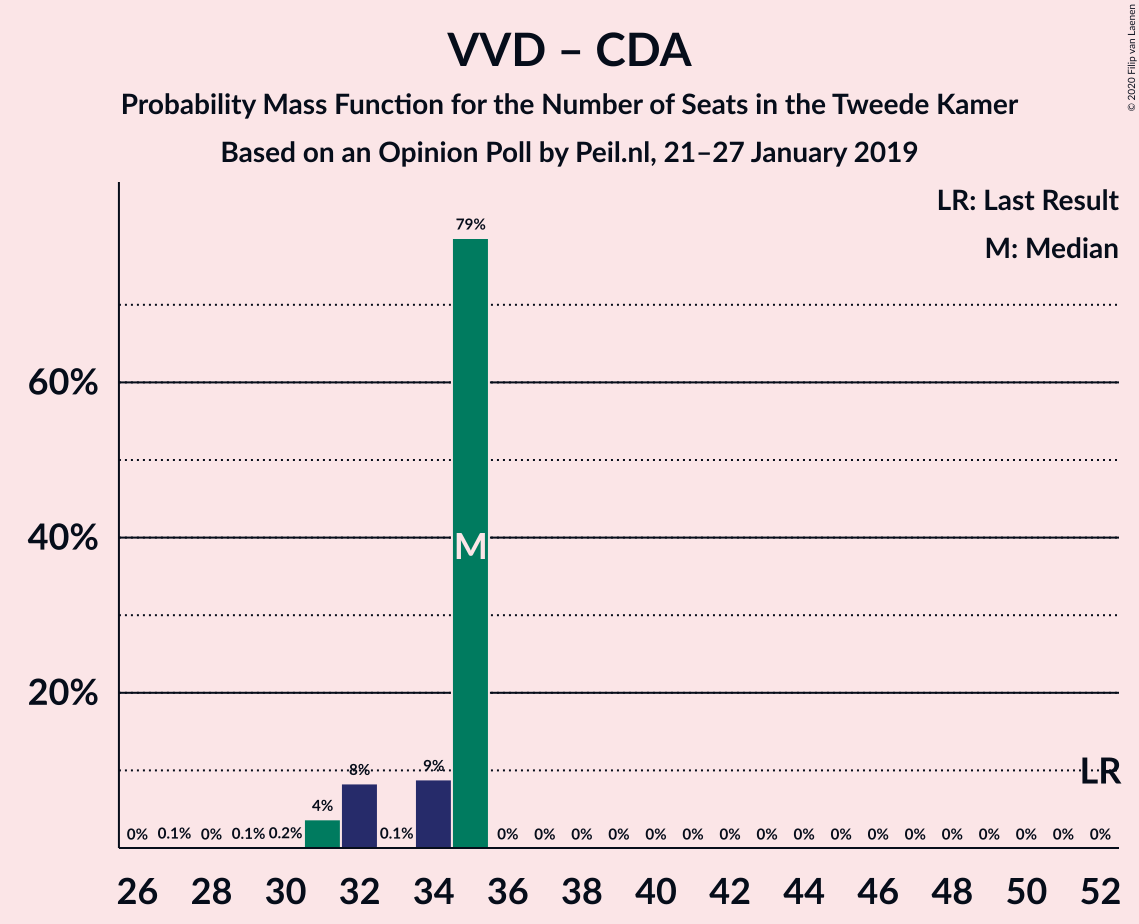 VVD – CDA
Probability Mass Function for the Number of Seats in the Tweede Kamer
Based on an Opinion Poll by Peil.nl, 21–27 January 2019
© 2020 Filip van Laenen
LR: Last Result
M: Median
79%
60%
40%
M
20%
LR
0% 0.1% 0% 0.1% 0.2% 4% 8% 0.1% 9% 0% 0% 0% 0% 0% 0% 0% 0% 0% 0% 0% 0% 0% 0% 0% 0% 0%
26 28 30 32 34 36 38 40 42 44 46 48 50 52